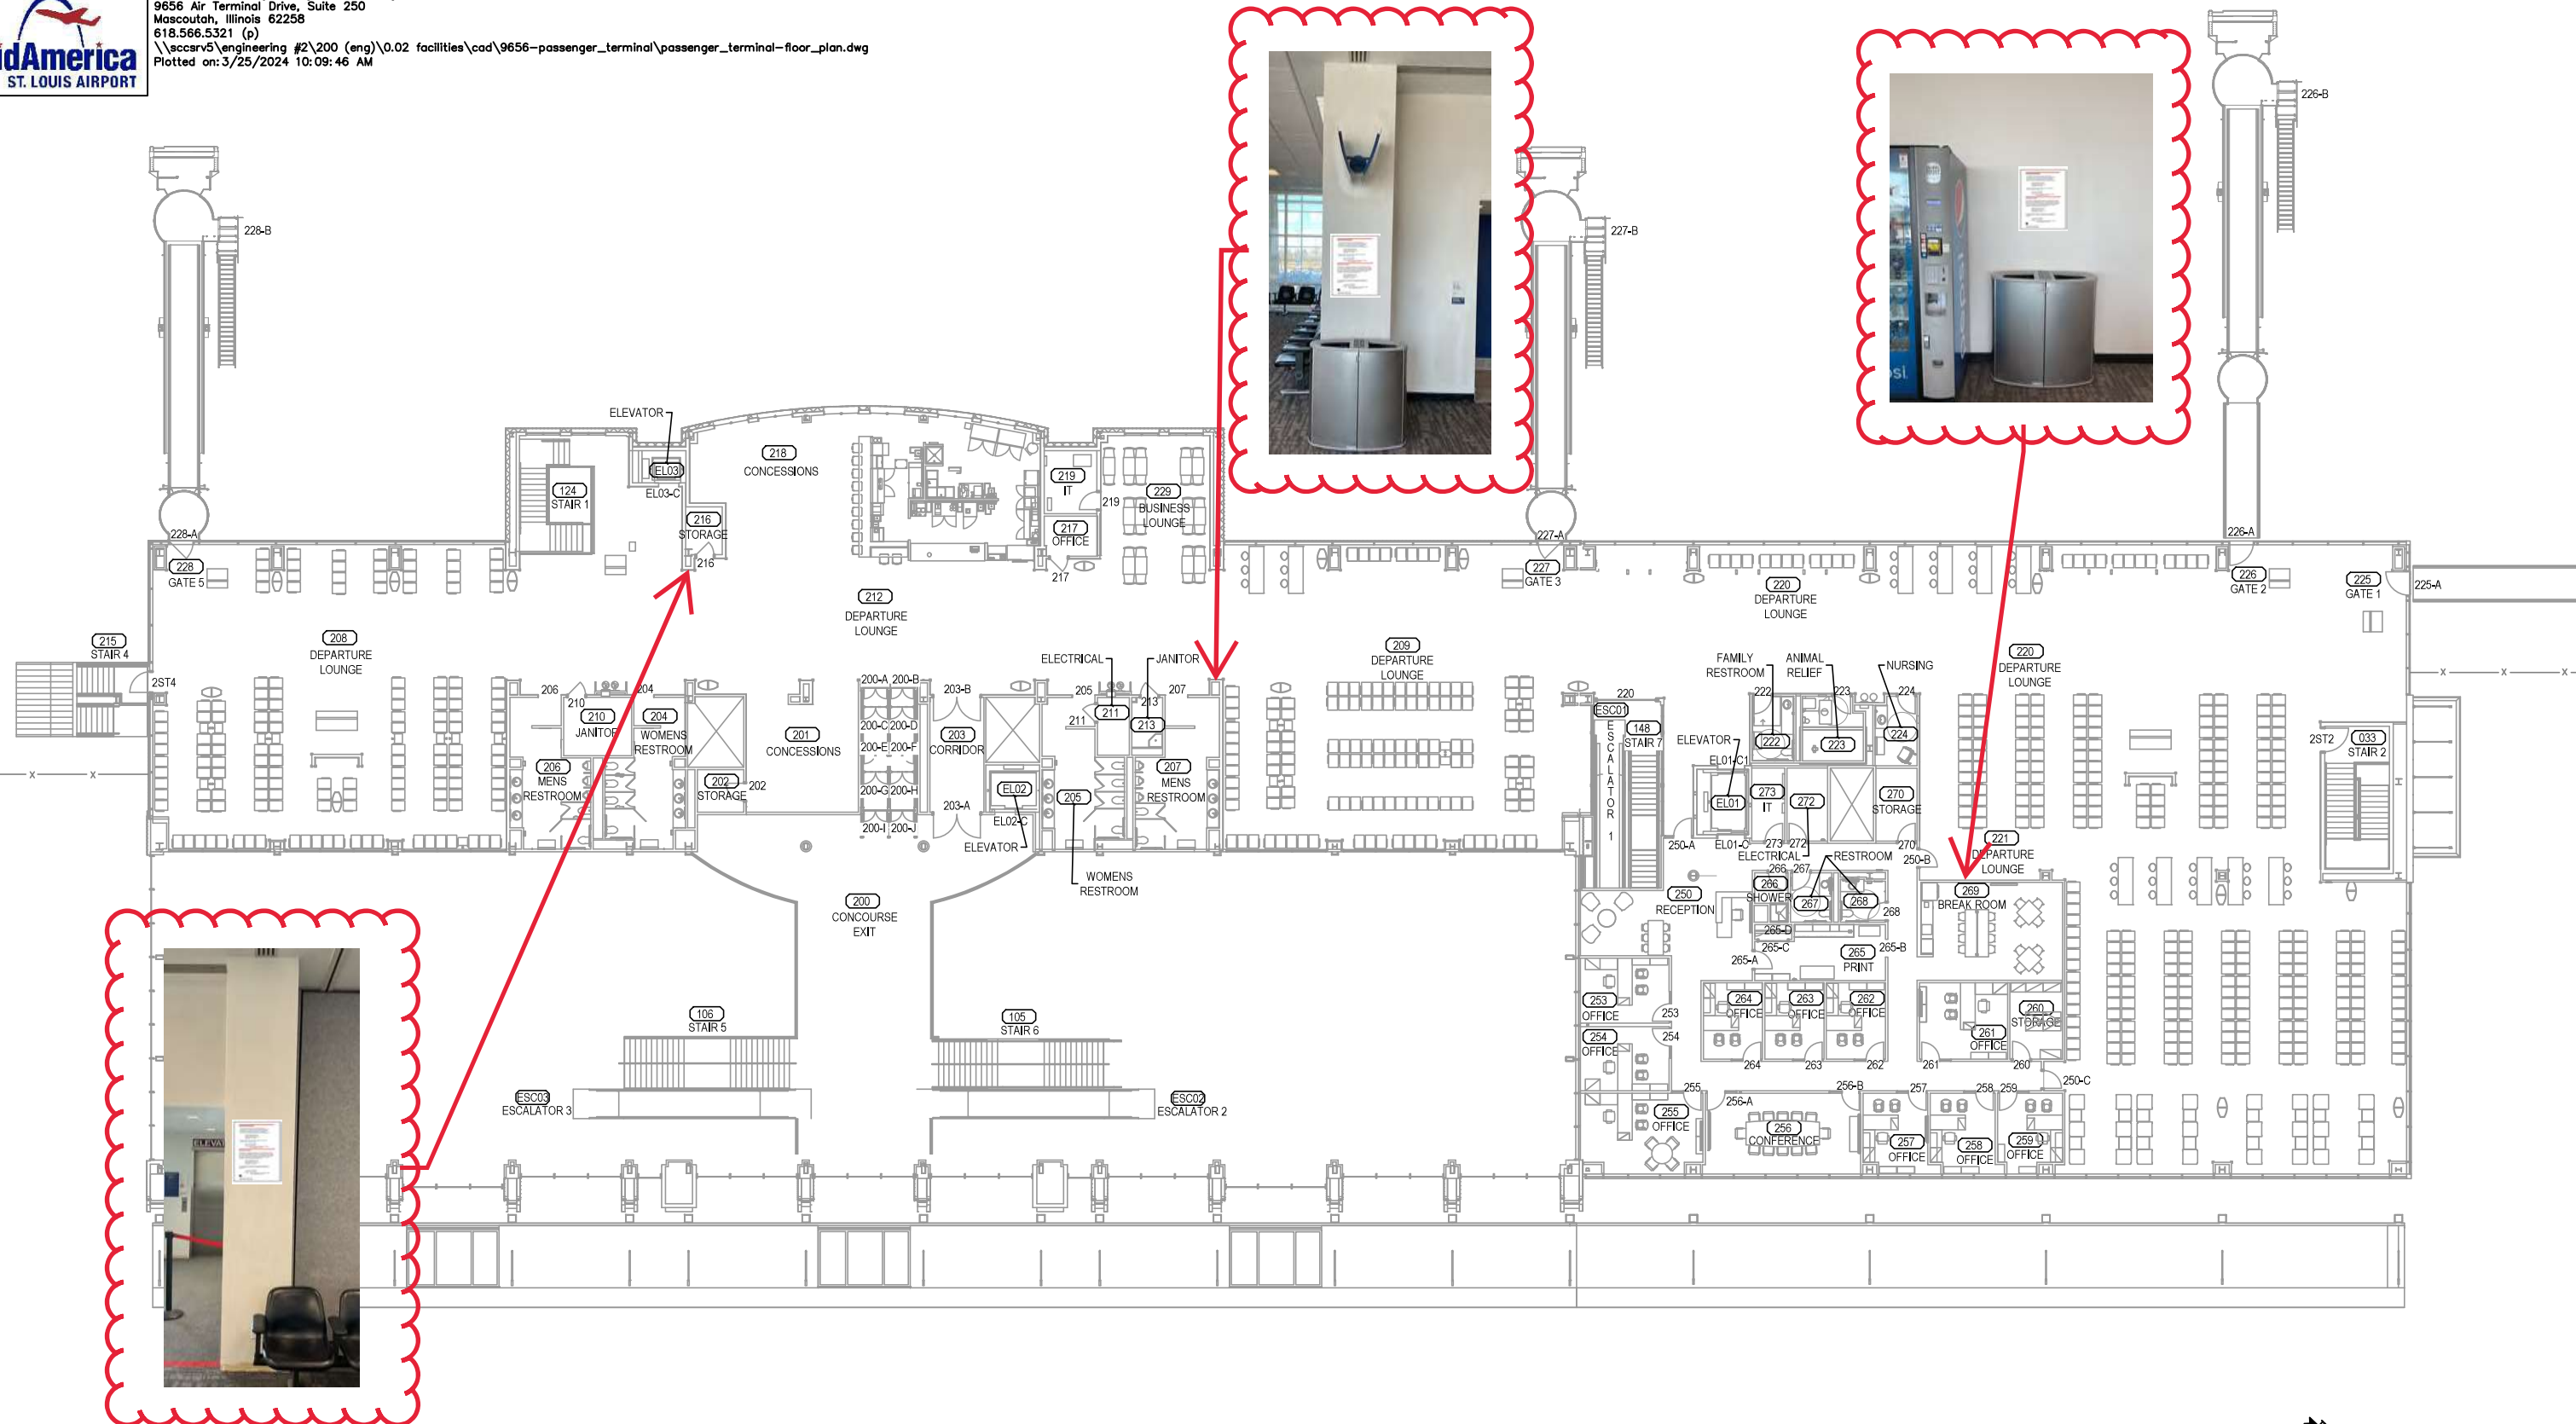 9656 Air Terminal Drive, Suite 250
Mascoutah, Illinois 62258
618.566.5321 (p)
\\sccsrv5\engineering #2\200 (eng)\0.02 facilities\cad\9656-passenger_terminal\passenger_terminal-floor_plan.dwg
Plotted on: 3/25/2024 10:09:46 AM
idAmerica
ST. LOUIS AIRPORT
228-B
227-B
226-B
228-A
228
GATE 5
ELEVATOR
EL03
EL03-C
124
STAIR 1
216
STORAGE
216
218
CONCESSIONS
219
IT
219
217
OFFICE
217
229
BUSINESS
LOUNGE
227-A
227
GATE 3
226-A
226
GATE 2
225
GATE 1
225-A
212
DEPARTURE
LOUNGE
220
DEPARTURE
LOUNGE
215
STAIR 4
2ST4
208
DEPARTURE
LOUNGE
206
210
204
210
JANITOR
204
WOMENS
RESTROOM
206
MENS
RESTROOM
202
STORAGE
202
201
CONCESSIONS
200-A
200-B
200-C
200-D
200-E
200-F
200-G
200-H
200-I
200-J
203-B
203
CORRIDOR
203-A
EL02
EL02-C
ELEVATOR
ELECTRICAL
JANITOR
205
211
211
213
213
207
205
WOMENS
RESTROOM
207
MENS
RESTROOM
209
DEPARTURE
LOUNGE
220
ESC01
ESCALATOR 1
148
STAIR 7
FAMILY
RESTROOM
ANIMAL
RELIEF
NURSING
222
223
224
222
223
224
ELEVATOR
EL01-C1
EL01
EL01-C
273
IT
272
273
272
ELECTRICAL
270
STORAGE
270
250-A
250-B
RESTROOM
220
DEPARTURE
LOUNGE
221
DEPARTURE
LOUNGE
2ST2
033
STAIR 2
200
CONCOURSE
EXIT
250
RECEPTION
266
267
266
SHOWER
267
268
268
265-D
265-C
265-B
265-A
265
PRINT
269
BREAK ROOM
253
OFFICE
253
254
OFFICE
254
264
OFFICE
264
263
OFFICE
263
262
OFFICE
262
261
OFFICE
261
260
STORAGE
260
250-C
106
STAIR 5
105
STAIR 6
ESC03
ESCALATOR 3
ESC02
ESCALATOR 2
255
255
OFFICE
256-A
256-B
256
CONFERENCE
257
257
OFFICE
258
258
OFFICE
259
259
OFFICE
X
X
X
X
X
ELEVA
psi